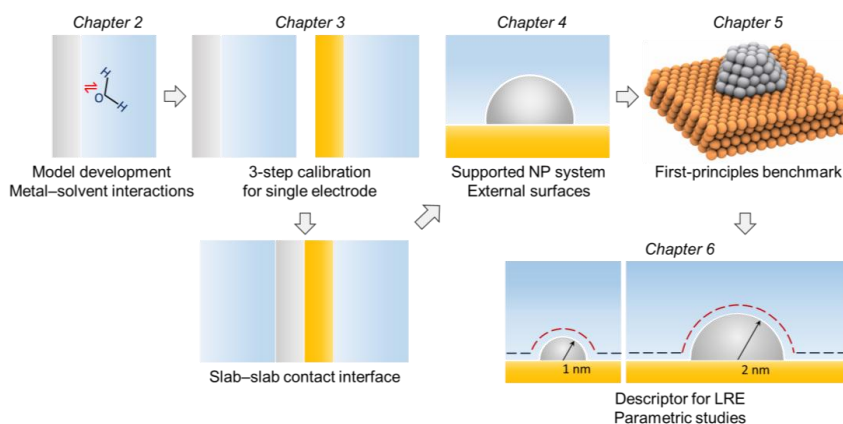 Chapter 2
Chapter 3
Chapter 4
Chapter 5
H
O
H
Model development
Metal–solvent interactions
3-step calibration
for single electrode
Supported NP system
External surfaces
First-principles benchmark
Chapter 6
Slab–slab contact interface
1 nm
2 nm
Descriptor for LRE
Parametric studies